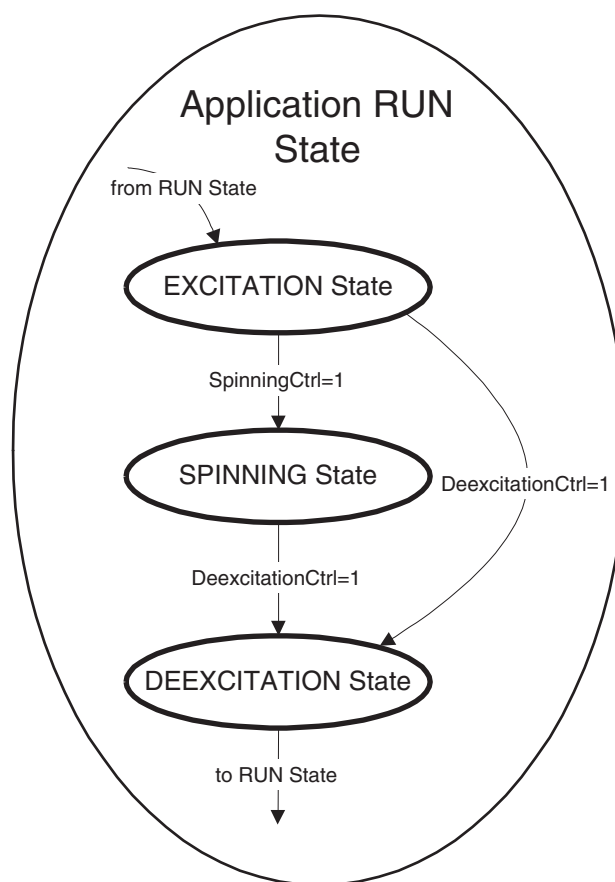 Application RUN
State
from RUN State
EXCITATION State
SpinningCtrl=1
SPINNING State
DeexcitationCtrl=1
DeexcitationCtrl=1
DEEXCITATION State
to RUN State